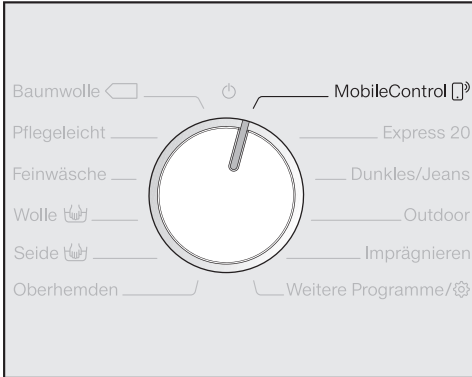 Baumwolle
MobileControl
Pflegeleicht
Express 20
Feinwäsche
Dunkles/Jeans
Wolle
Outdoor
Seide
Imprägnieren
Oberhemden
Weitere Programme/